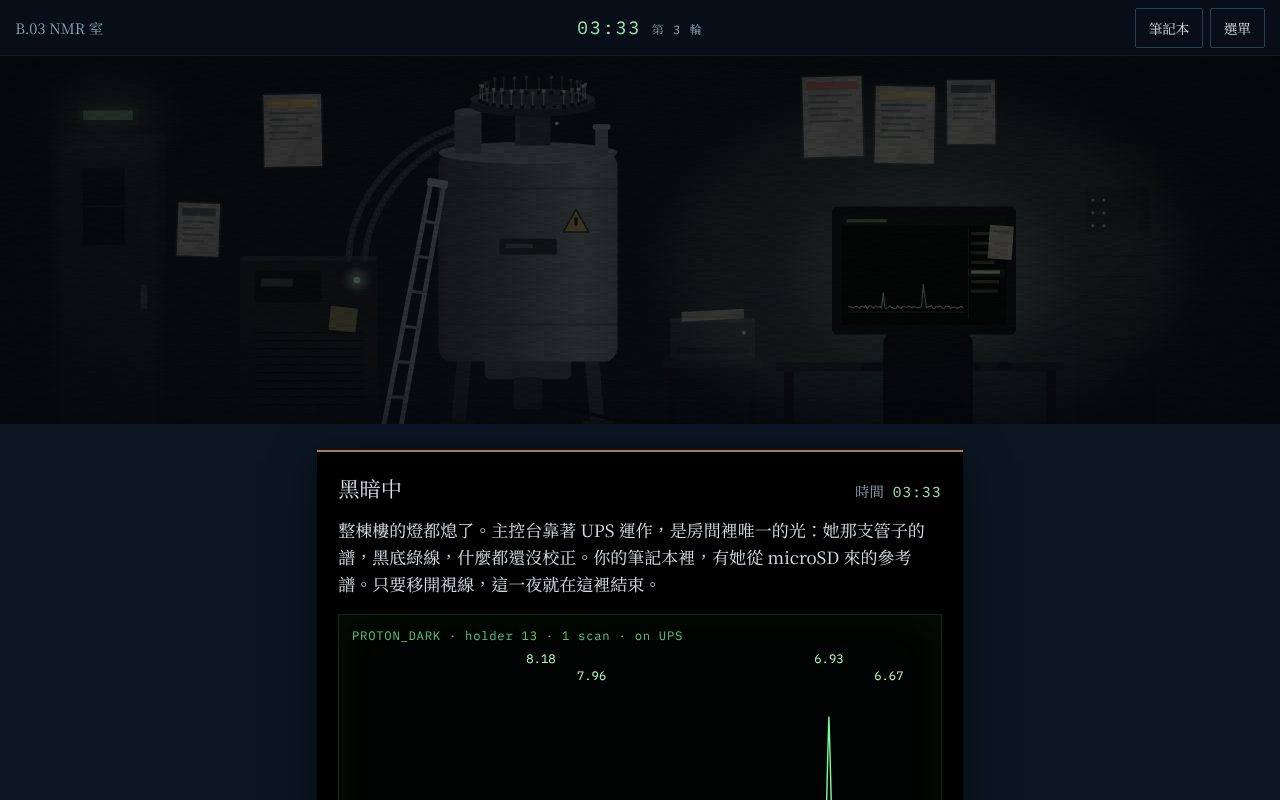 B.03 NMR 室
03:33 第 3 輪
筆記本
選單
黑暗中
時間 03:33
整棟樓的燈都熄了。主控台靠著 UPS 運作，是房間裡唯一的光：她那支管子的
譜，黑底綠線，什麼都還沒校正。你的筆記本裡，有她從 microSD 來的參考
譜。只要移開視線，這一夜就在這裡結束。
PROTON_DARK · holder 13 · 1 scan · on UPS
8.18
6.93
7.96
6.67